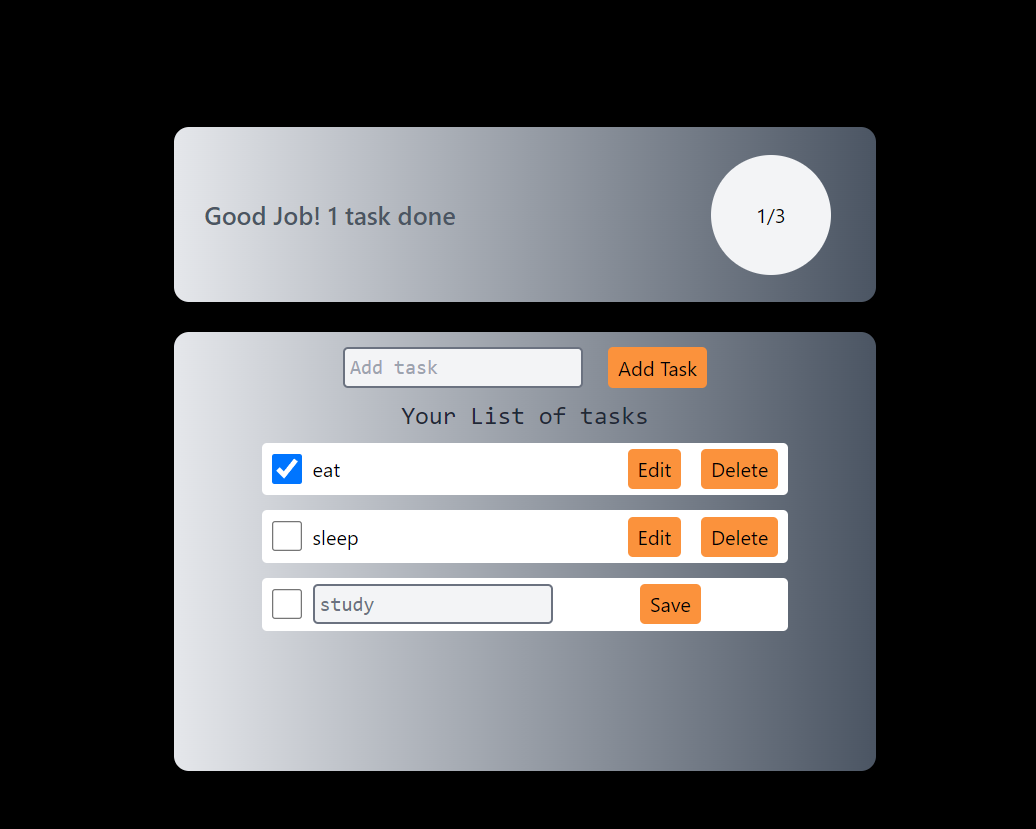 Good Job! 1 task done
1/3
Add task
Add Task
Your List of tasks
eat
Edit
Delete
sleep
Edit
Delete
study
Save